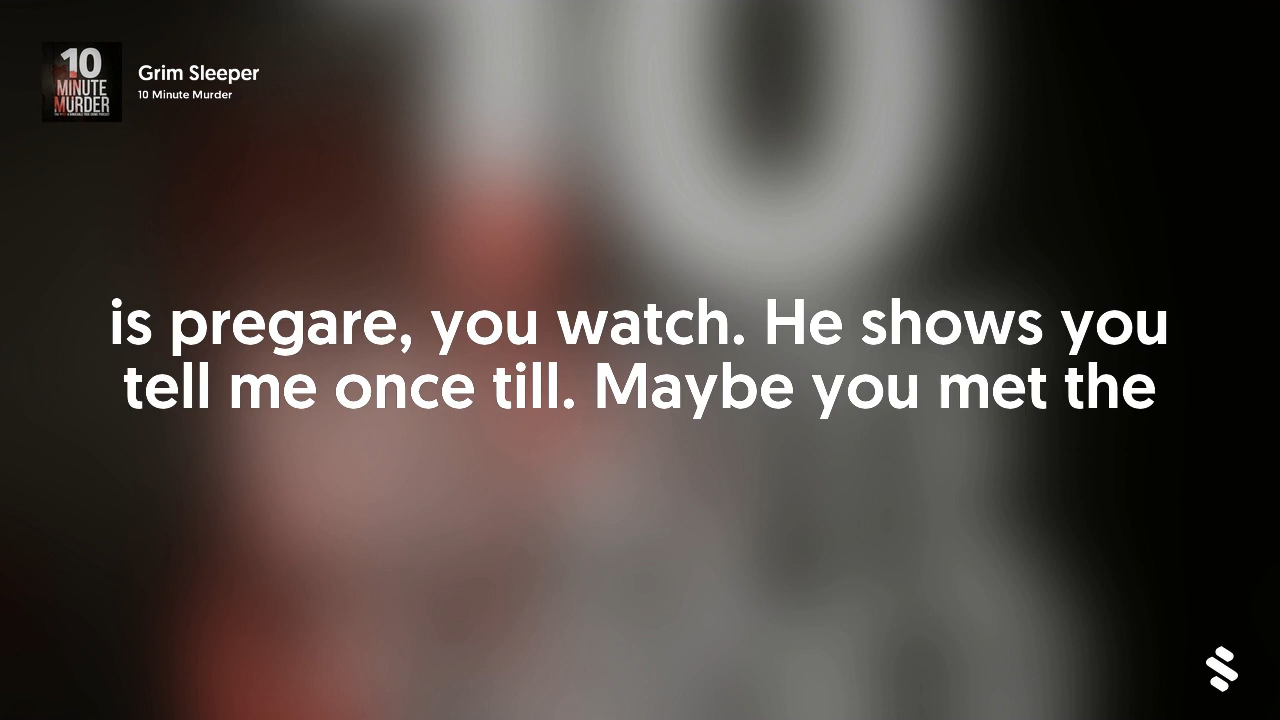 10
MINUTE
MURDER
Grim Sleeper
10 Minute Murder
is pregare, you watch. He shows you
tell me once till. Maybe you met the